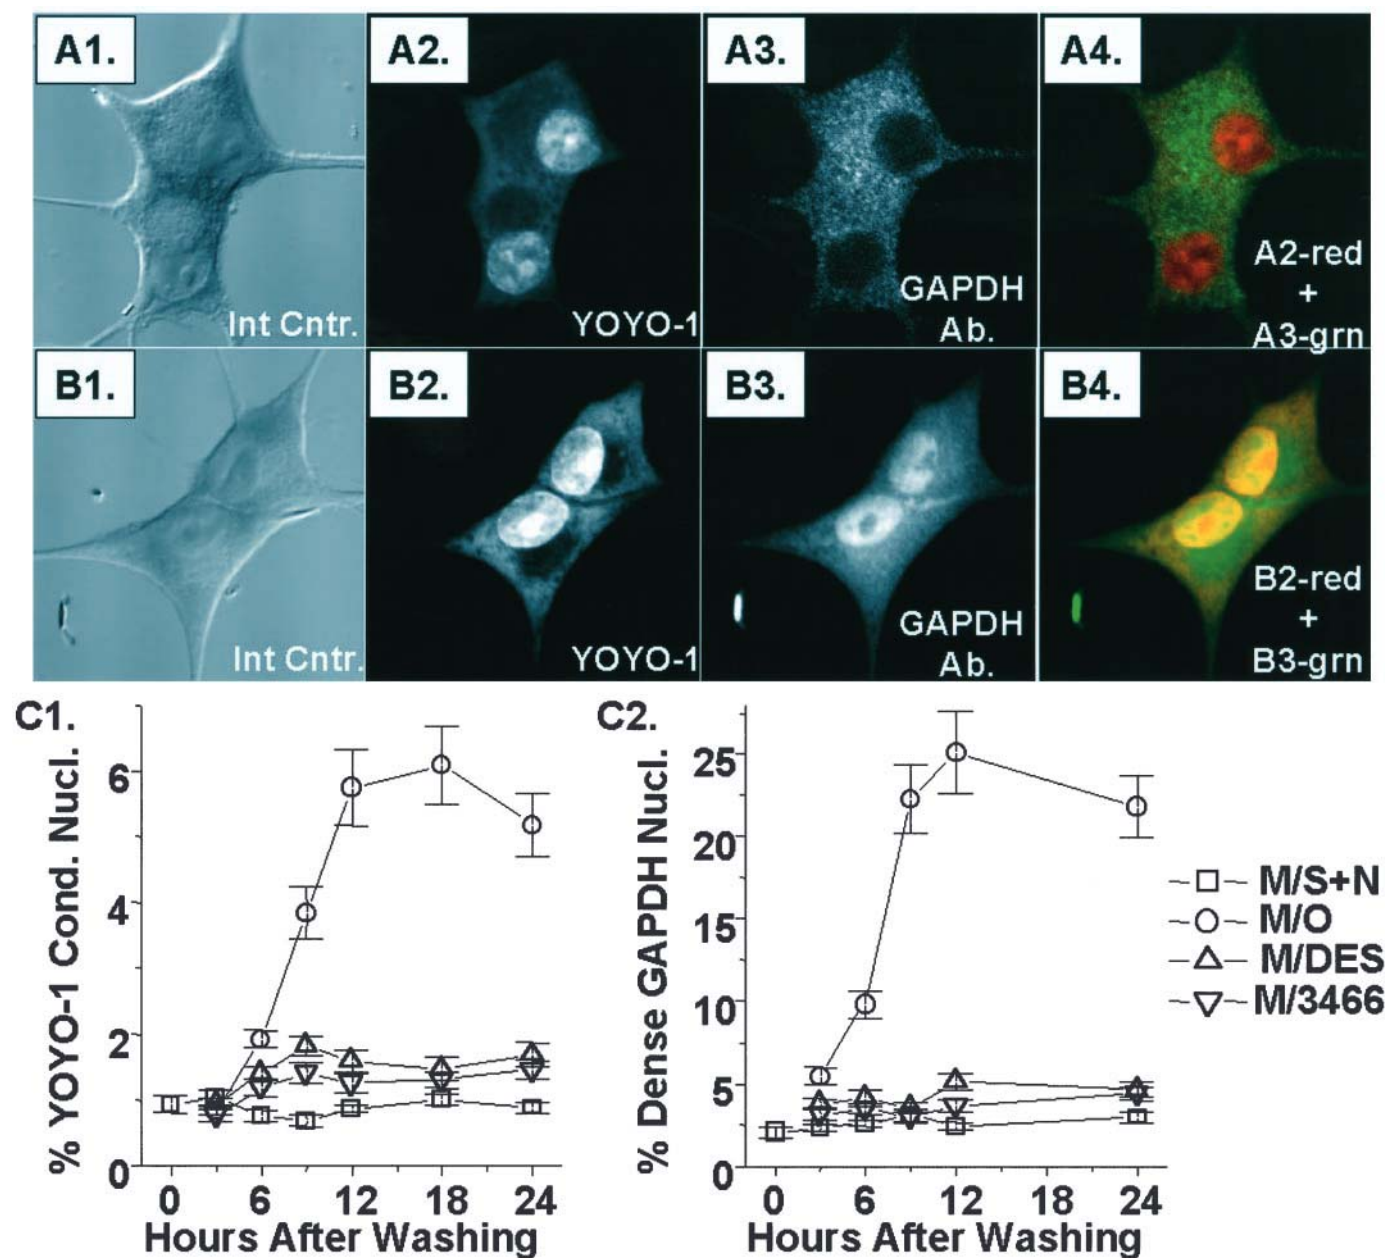 A1.
A2.
A3.
A4.
Int Cntr.
YOYO-1
GAPDH
Ab.
A2-red
+
A3-grn
B1.
B2.
B3.
B4.
Int Cntr.
YOYO-1
GAPDH
Ab.
B2-red
+
B3-grn
C1.
% YOYO-1 Cond. Nucl.
6
4
2
0
0 6 12 18 24
Hours After Washing
C2.
% Dense GAPDH Nucl.
25
20
15
10
5
0
0 6 12 18 24
Hours After Washing
M/S+N
M/O
M/DES
M/3466